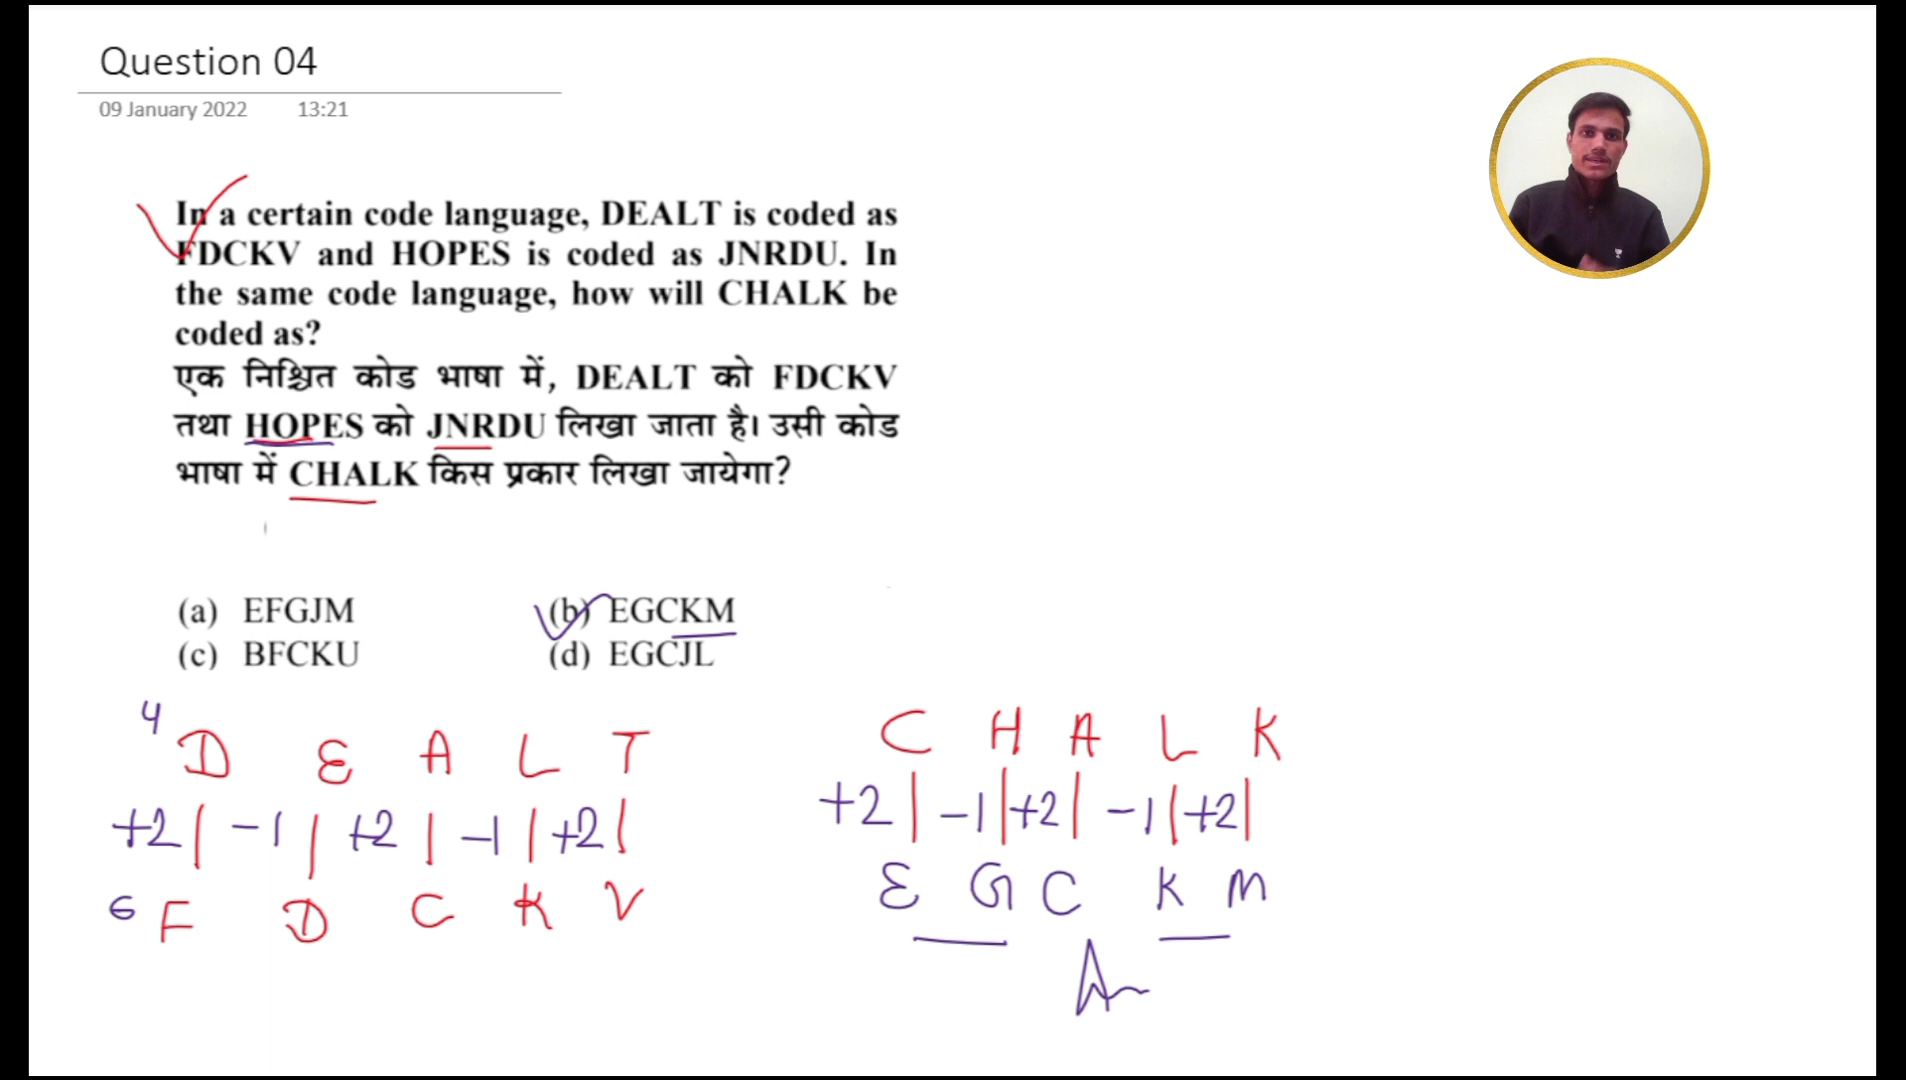 Question 04
09 January 2022 13:21
In a certain code language, DEALT is coded as
FDCKV and HOPES is coded as JNRDU. In
the same code language, how will CHALK be
coded as?
एक निश्चित कोड भाषा में, DEALT को FDCKV
तथा HOPES को JNRDU लिखा जाता है। उसी कोड
भाषा में CHALK किस प्रकार लिखा जायेगा?
(a) EFGJM (b) EGCKM
(c) BFCKU (d) EGCJL
4
D E A L T
+2 -1 +2 -1 +2
6 F D C K V
C H A L K
+2 -1 +2 -1 +2
E G C K M